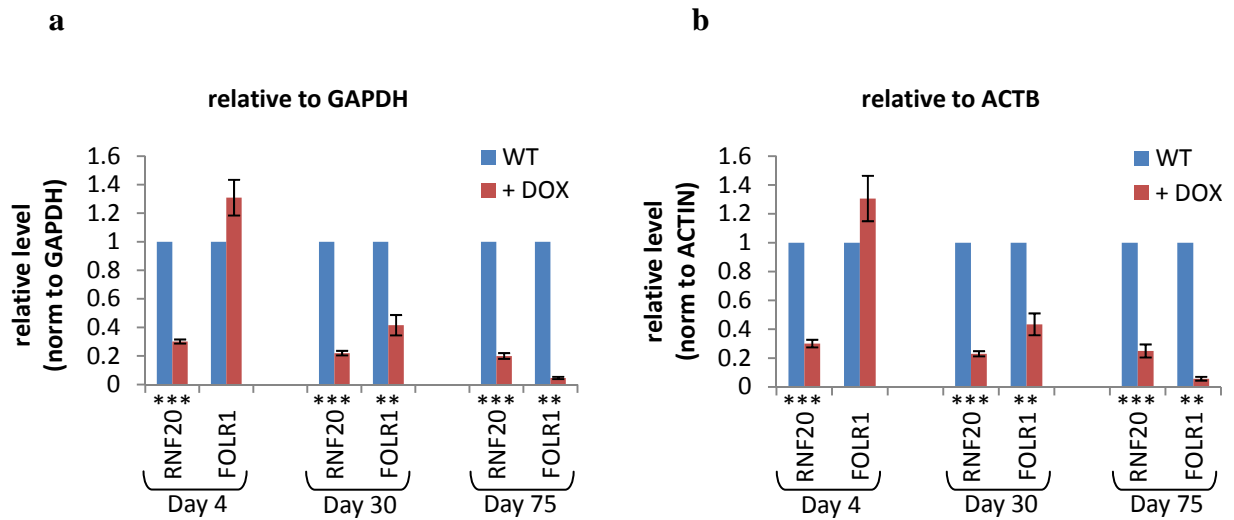 a
relative to GAPDH
relative level
(norm to GAPDH)
1.6
1.4
1.2
1
0.8
0.6
0.4
0.2
0
WT
+ DOX
*** ** *** ** ***
RNF20 FOLR1 RNF20 FOLR1 RNF20 FOLR1
Day 4 Day 30 Day 75
b
relative to ACTB
relative level
(norm to ACTIN)
1.6
1.4
1.2
1
0.8
0.6
0.4
0.2
0
WT
+ DOX
*** *** ** *** **
RNF20 FOLR1 RNF20 FOLR1 RNF20 FOLR1
Day 4 Day 30 Day 75